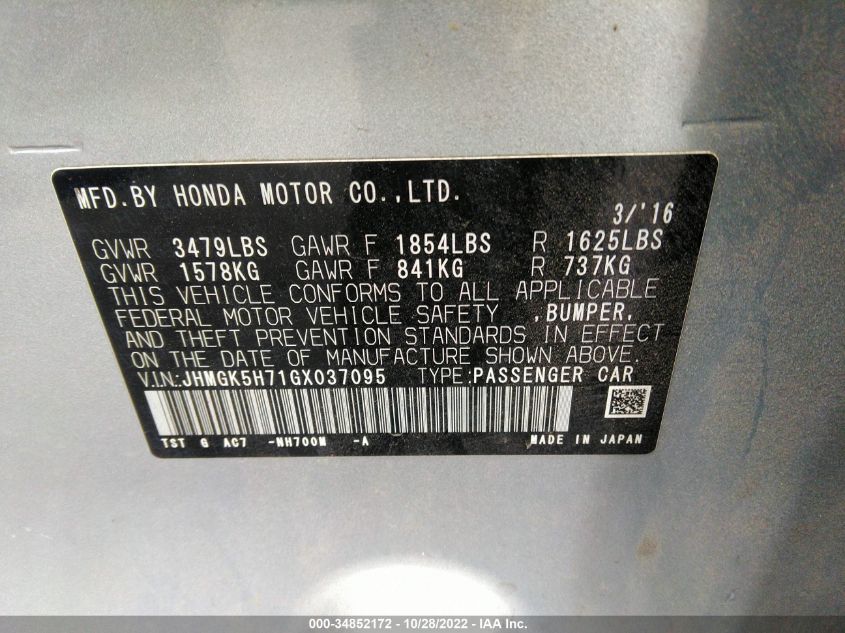 MFD.BY HONDA MOTOR CO.,LTD.
3/'16
GVWR 3479LBS GAWR F 1854LBS R 1625LBS
GVWR 1578KG GAWR F 841KG R 737KG
THIS VEHICLE CONFORMS TO ALL APPLICABLE
FEDERAL MOTOR VEHICLE SAFETY ,BUMPER,
AND THEFT PREVENTION STANDARDS IN EFFECT
ON THE DATE OF MANUFACTURE SHOWN ABOVE.
V.I.N.:JHMGK5H71GX037095 TYPE:PASSENGER CAR
TST G AC7 -NH700M -A MADE IN JAPAN
000-34852172 - 10/28/2022 - IAA Inc.